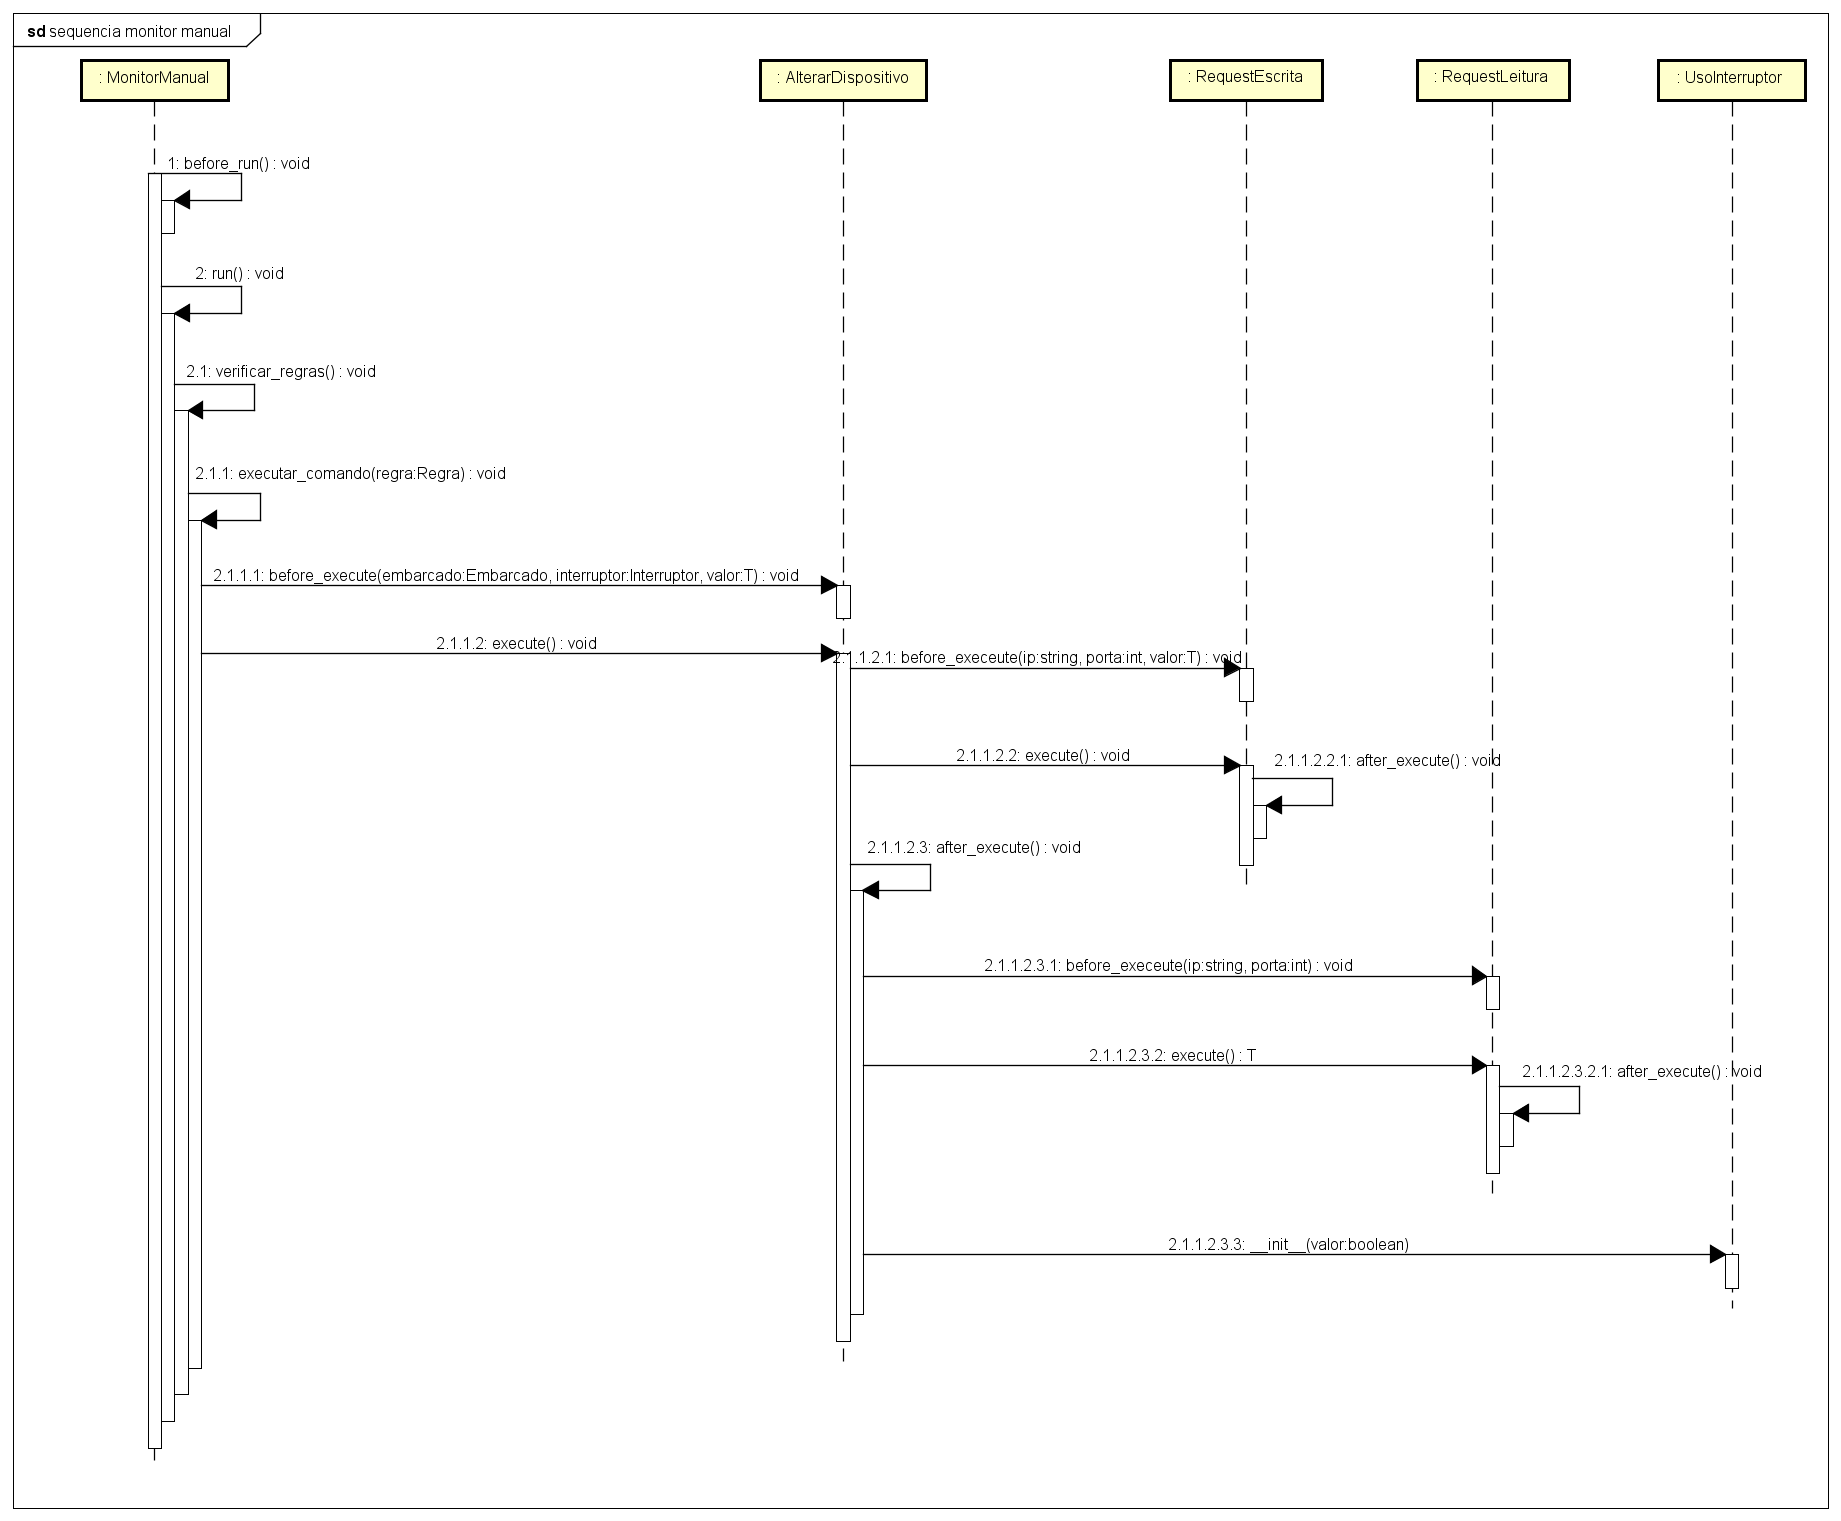 sd sequencia monitor manual
: MonitorManual
: AlterarDispositivo
: RequestEscrita
: RequestLeitura
: UsoInterruptor
1: before_run() : void
2: run() : void
2.1: verificar_regras() : void
2.1.1: executar_comando(regra:Regra) : void
2.1.1.1: before_execute(embarcado:Embarcado, interruptor:Interruptor, valor:T) : void
2.1.1.2: execute() : void
2.1.1.2.1: before_execeute(ip:string, porta:int, valor:T) : void
2.1.1.2.2: execute() : void
2.1.1.2.2.1: after_execute() : void
2.1.1.2.3: after_execute() : void
2.1.1.2.3.1: before_execeute(ip:string, porta:int) : void
2.1.1.2.3.2: execute() : T
2.1.1.2.3.2.1: after_execute() : void
2.1.1.2.3.3: __init__(valor:boolean)